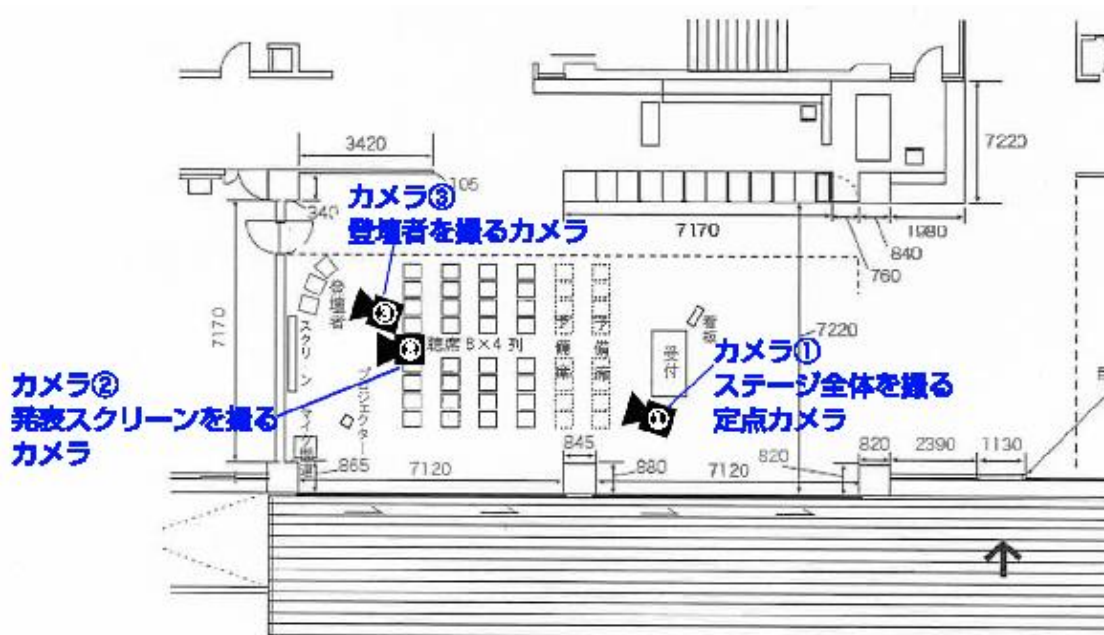 3420
105
340
カメラ③
登壇者を撮るカメラ
7170
760
840
1980
7220
7170
登壇者
スクリーン
聴席 8×4 列
予備席
予備席
看板
受付
7220
カメラ①
ステージ全体を撮る
定点カメラ
カメラ②
発表スクリーンを撮る
カメラ
プロジェクター
マイク
865
7120
845
880
7120
820
820
2390
1130